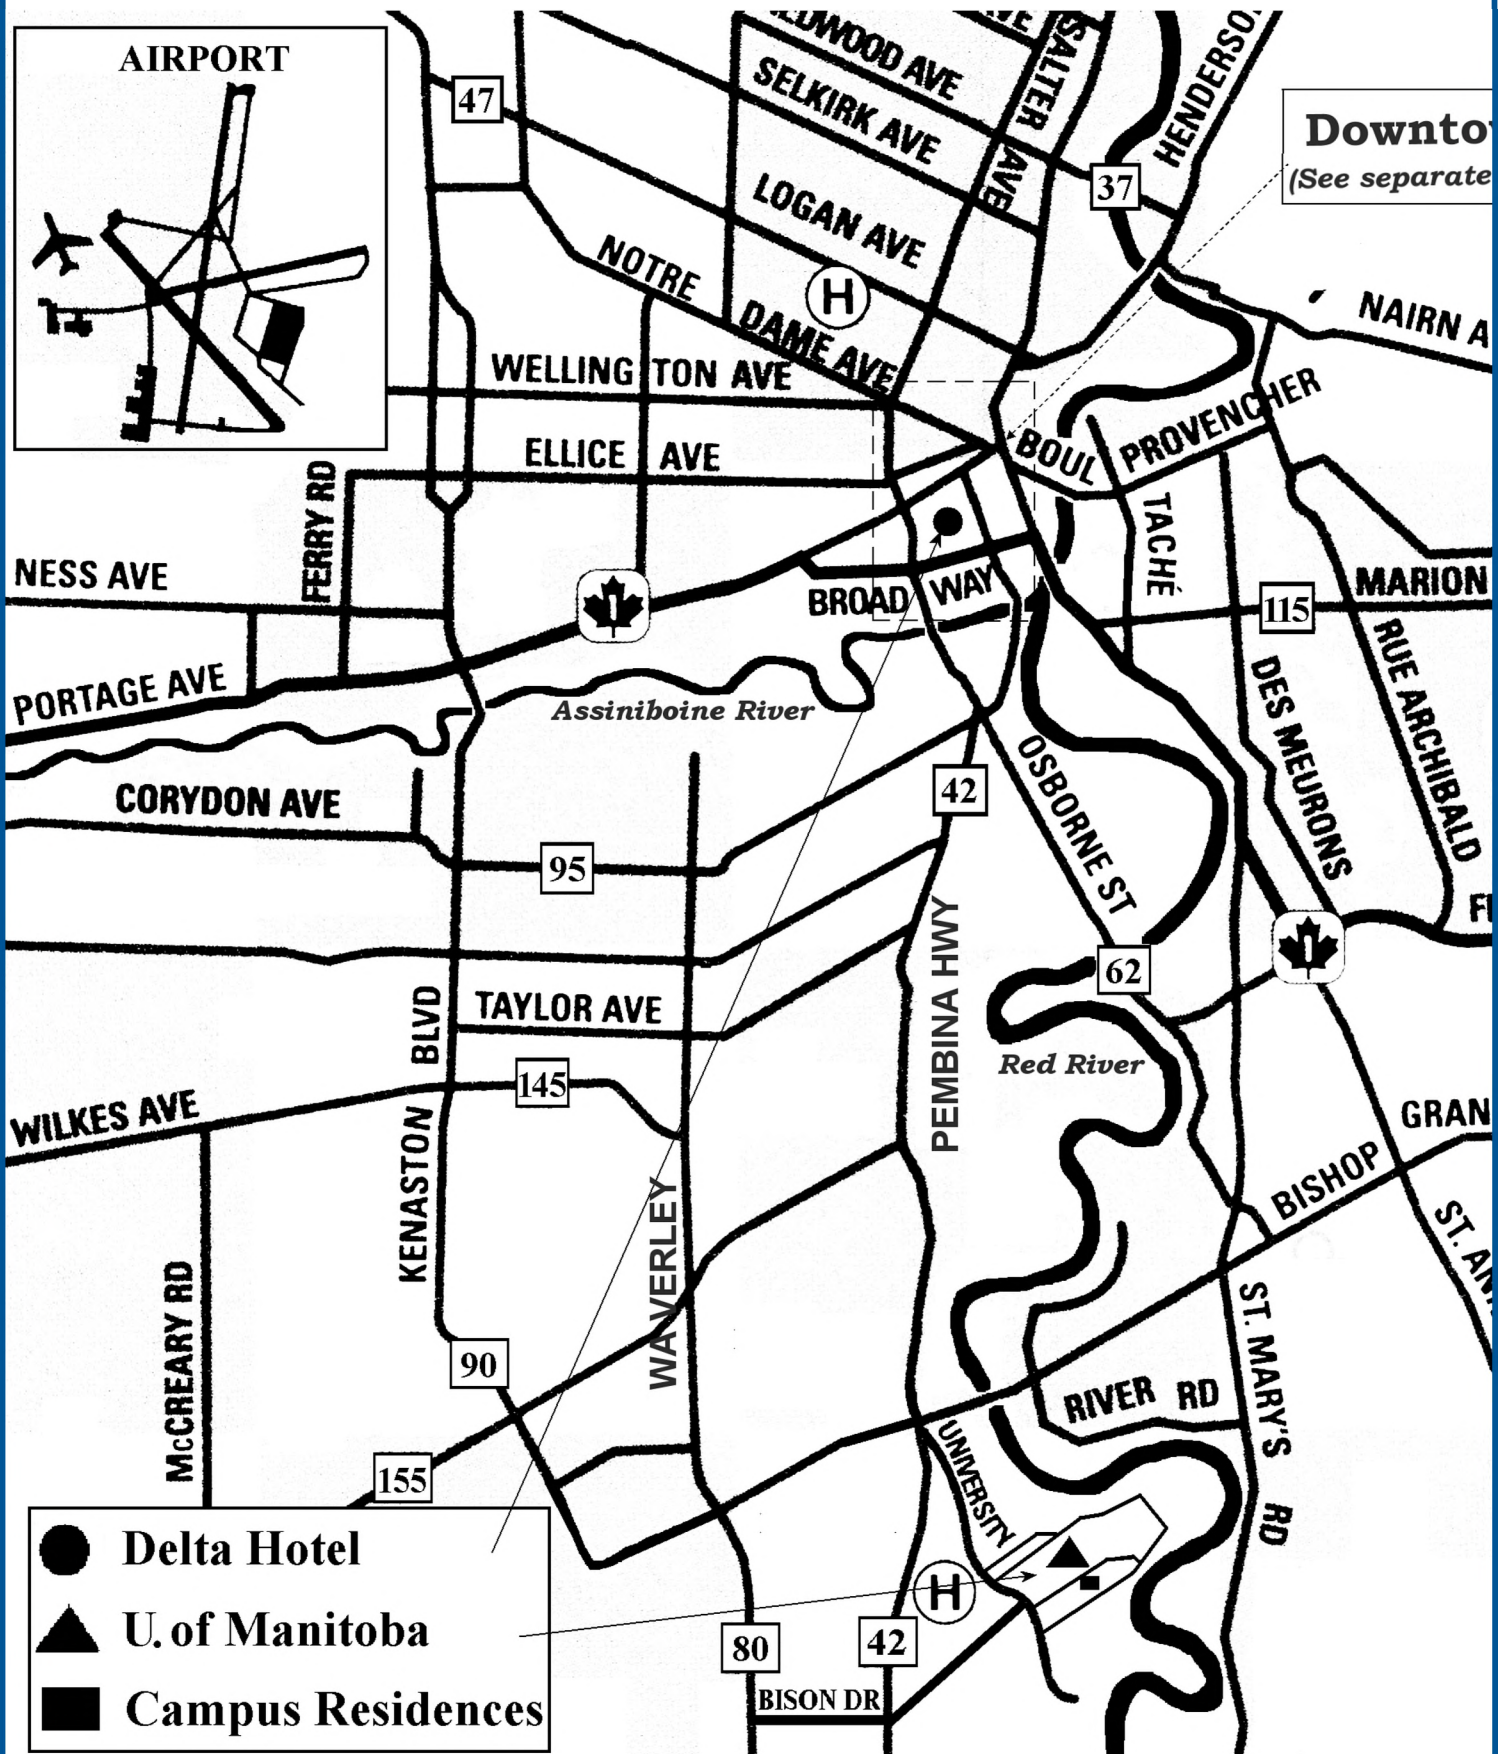 AIRPORT
47
SELKIRK AVE
SALTER AVE
37
Downto
(See separate
LOGAN AVE
NOTRE DAME AVE
H
NAIRN A
WELLINGTON AVE
BOUL PROVENCHER
ELLICE AVE
FERRY RD
TACHÉ
NESS AVE
BROADWAY
115
MARION
1
RUE ARCHIBALD
PORTAGE AVE
Assiniboine River
DES MEURONS
OSBORNE ST
42
CORYDON AVE
95
PEMBINA HWY
62
1
TAYLOR AVE
KENASTON BLVD
Red River
145
WILKES AVE
GRAN
BISHOP
WAVERLEY
ST. AN
McCREARY RD
ST. MARY'S RD
90
RIVER RD
UNIVERSITY
155
Delta Hotel
U. of Manitoba
Campus Residences
H
80
42
BISON DR